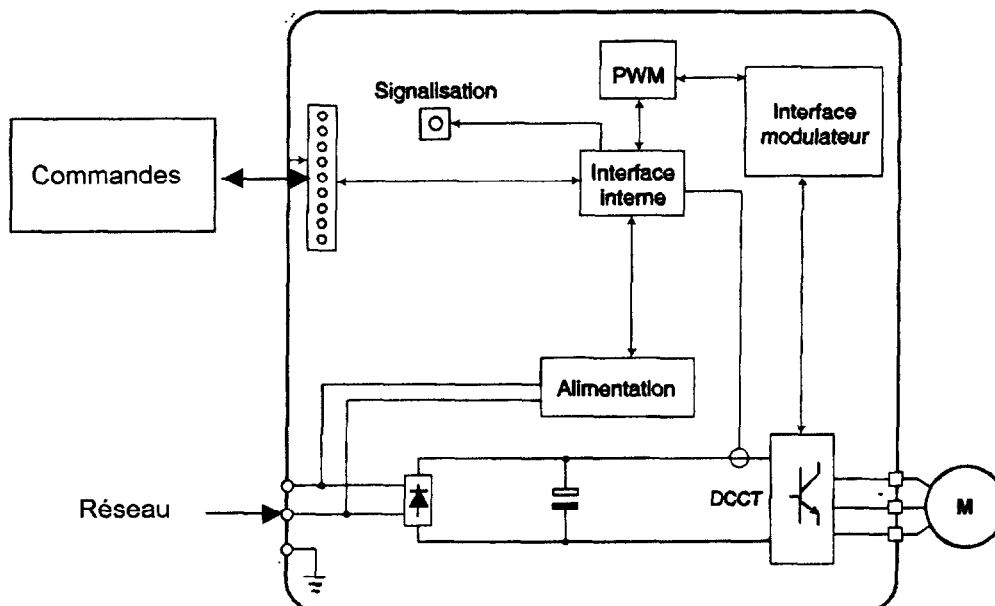 PWM
Signalisation
Interface
modulateur
Commandes
Interface
interne
Alimentation
DCCT
Réseau
M